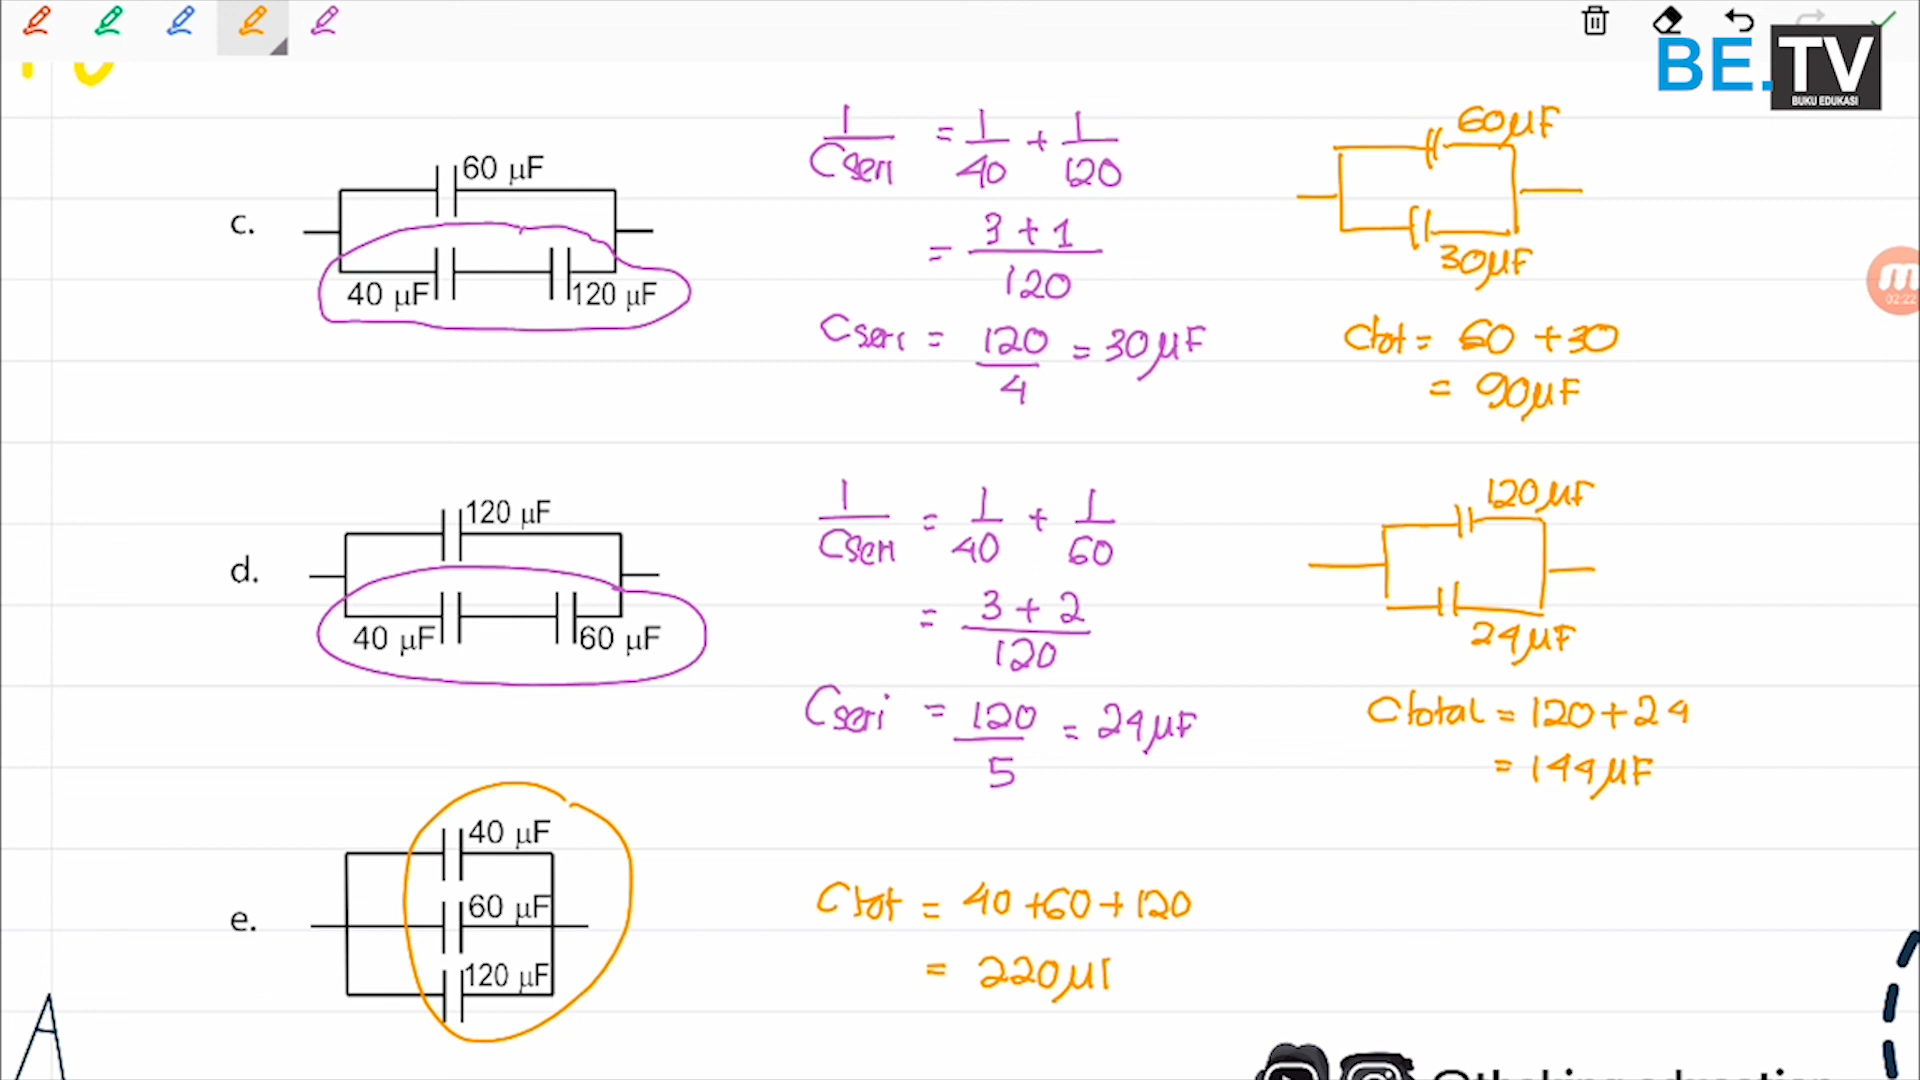 BE.TV
BUKU EDUKASI
02:22
c.
60 µF
40 µF
120 µF
1/Cseri = 1/40 + 1/120
= 3 + 1/120
Cseri = 120/4 = 30µF
60µF
30µF
Ctot = 60 + 30
= 90µF
d.
120 µF
40 µF
60 µF
1/Cseri = 1/40 + 1/60
= 3 + 2/120
Cseri = 120/5 = 24µF
120µF
24µF
Ctotal = 120 + 24
= 144µF
e.
40 µF
60 µF
120 µF
Ctot = 40 + 60 + 120
= 220µF
A